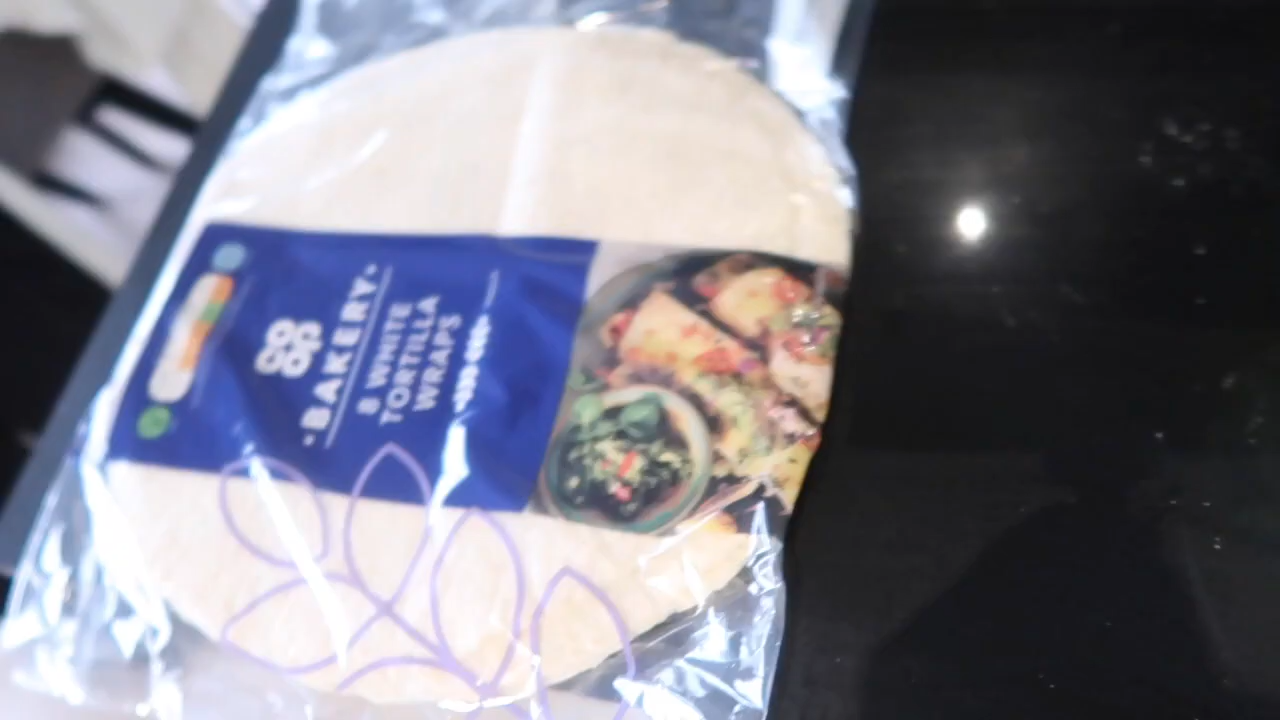 CO
OP
·BAKERY·
8 WHITE
TORTILLA
WRAPS